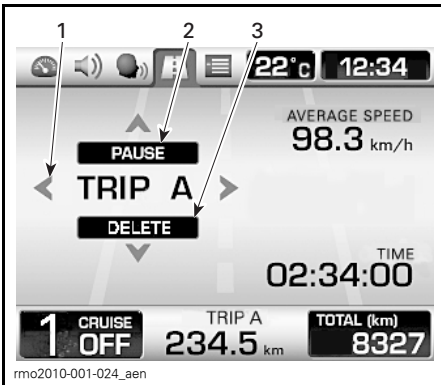 1 2 3
22°c 12:34
AVERAGE SPEED
98.3 km/h
PAUSE
TRIP A
DELETE
TIME
02:34:00
1 CRUISE OFF
TRIP A
234.5 km
TOTAL (km)
8327
rmo2010-001-024_aen